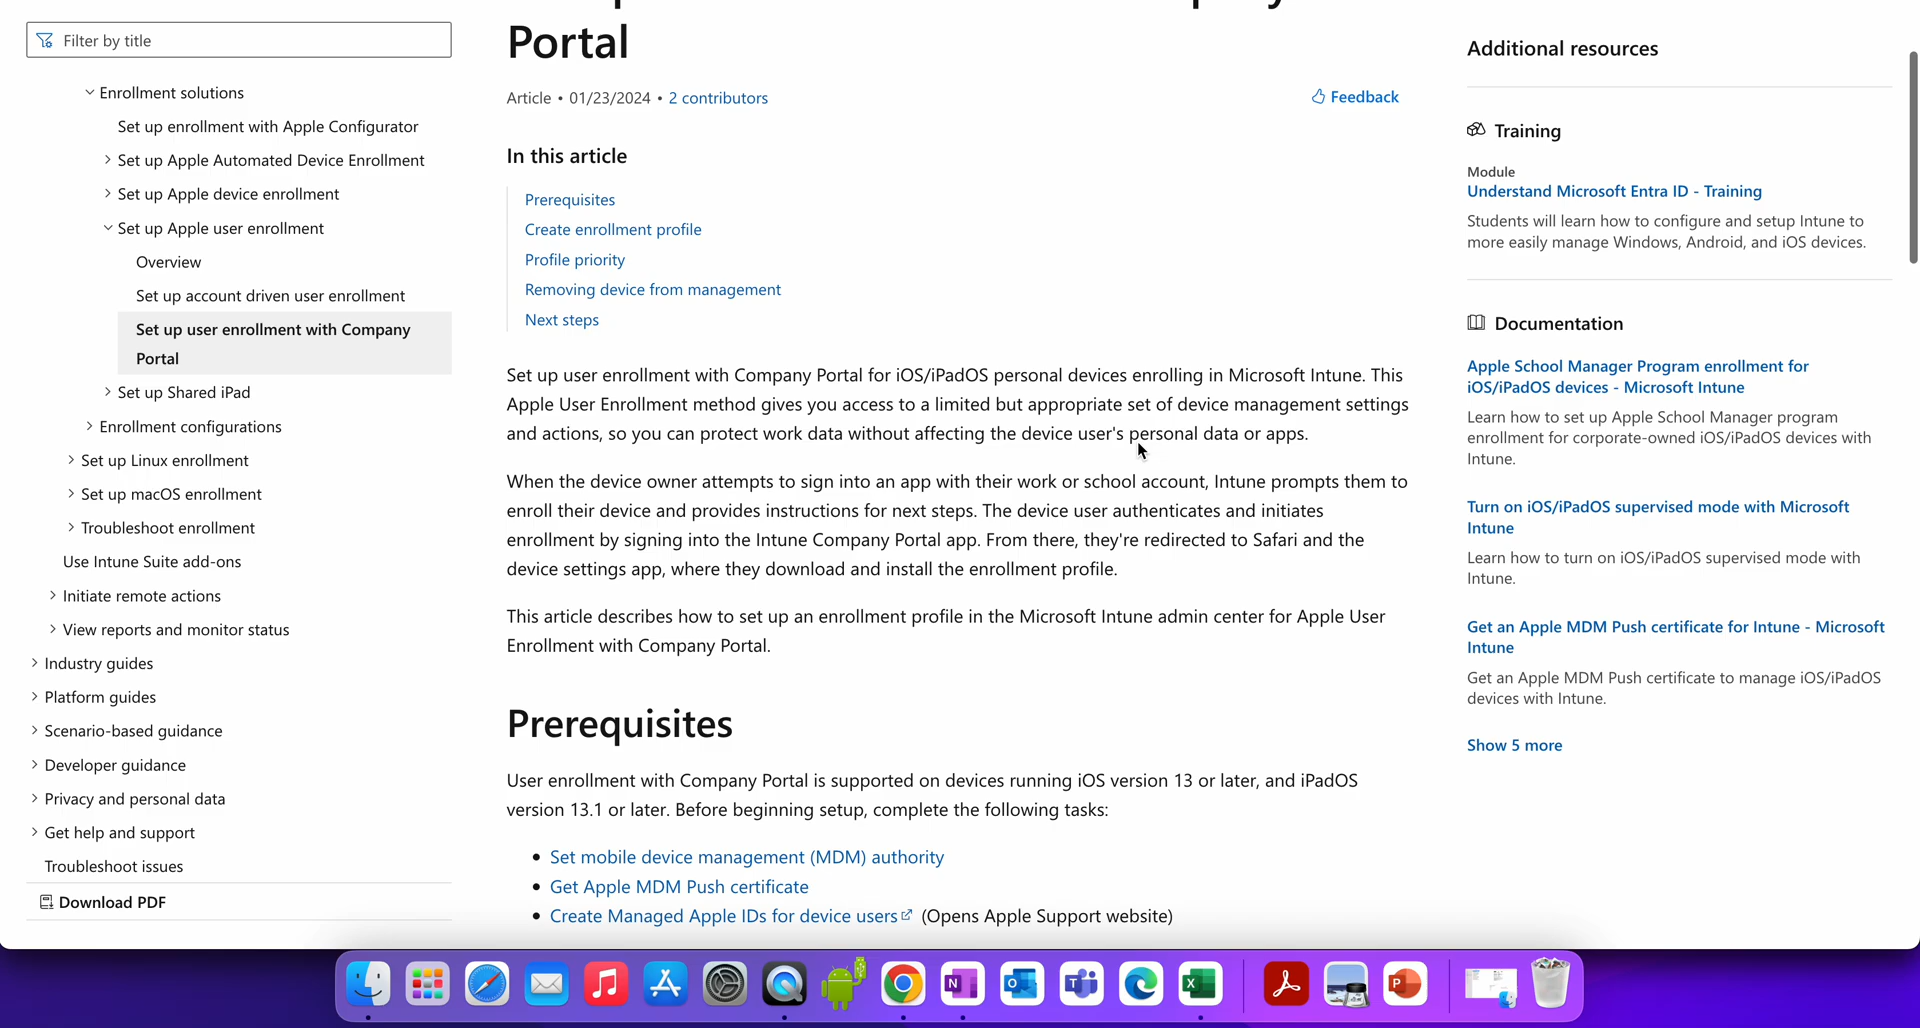 Filter by title
Enrollment solutions
Set up enrollment with Apple Configurator
Set up Apple Automated Device Enrollment
Set up Apple device enrollment
Set up Apple user enrollment
Overview
Set up account driven user enrollment
Set up user enrollment with Company
Portal
Set up Shared iPad
Enrollment configurations
Set up Linux enrollment
Set up macOS enrollment
Troubleshoot enrollment
Use Intune Suite add-ons
Initiate remote actions
View reports and monitor status
Industry guides
Platform guides
Scenario-based guidance
Developer guidance
Privacy and personal data
Get help and support
Troubleshoot issues
Download PDF
Portal
Article • 01/23/2024 • 2 contributors
Feedback
In this article
Prerequisites
Create enrollment profile
Profile priority
Removing device from management
Next steps
Set up user enrollment with Company Portal for iOS/iPadOS personal devices enrolling in Microsoft Intune. This
Apple User Enrollment method gives you access to a limited but appropriate set of device management settings
and actions, so you can protect work data without affecting the device user's personal data or apps.
When the device owner attempts to sign into an app with their work or school account, Intune prompts them to
enroll their device and provides instructions for next steps. The device user authenticates and initiates
enrollment by signing into the Intune Company Portal app. From there, they're redirected to Safari and the
device settings app, where they download and install the enrollment profile.
This article describes how to set up an enrollment profile in the Microsoft Intune admin center for Apple User
Enrollment with Company Portal.
Prerequisites
User enrollment with Company Portal is supported on devices running iOS version 13 or later, and iPadOS
version 13.1 or later. Before beginning setup, complete the following tasks:
• Set mobile device management (MDM) authority
• Get Apple MDM Push certificate
• Create Managed Apple IDs for device users (Opens Apple Support website)
Additional resources
Training
Module
Understand Microsoft Entra ID - Training
Students will learn how to configure and setup Intune to
more easily manage Windows, Android, and iOS devices.
Documentation
Apple School Manager Program enrollment for
iOS/iPadOS devices - Microsoft Intune
Learn how to set up Apple School Manager program
enrollment for corporate-owned iOS/iPadOS devices with
Intune.
Turn on iOS/iPadOS supervised mode with Microsoft
Intune
Learn how to turn on iOS/iPadOS supervised mode with
Intune.
Get an Apple MDM Push certificate for Intune - Microsoft
Intune
Get an Apple MDM Push certificate to manage iOS/iPadOS
devices with Intune.
Show 5 more